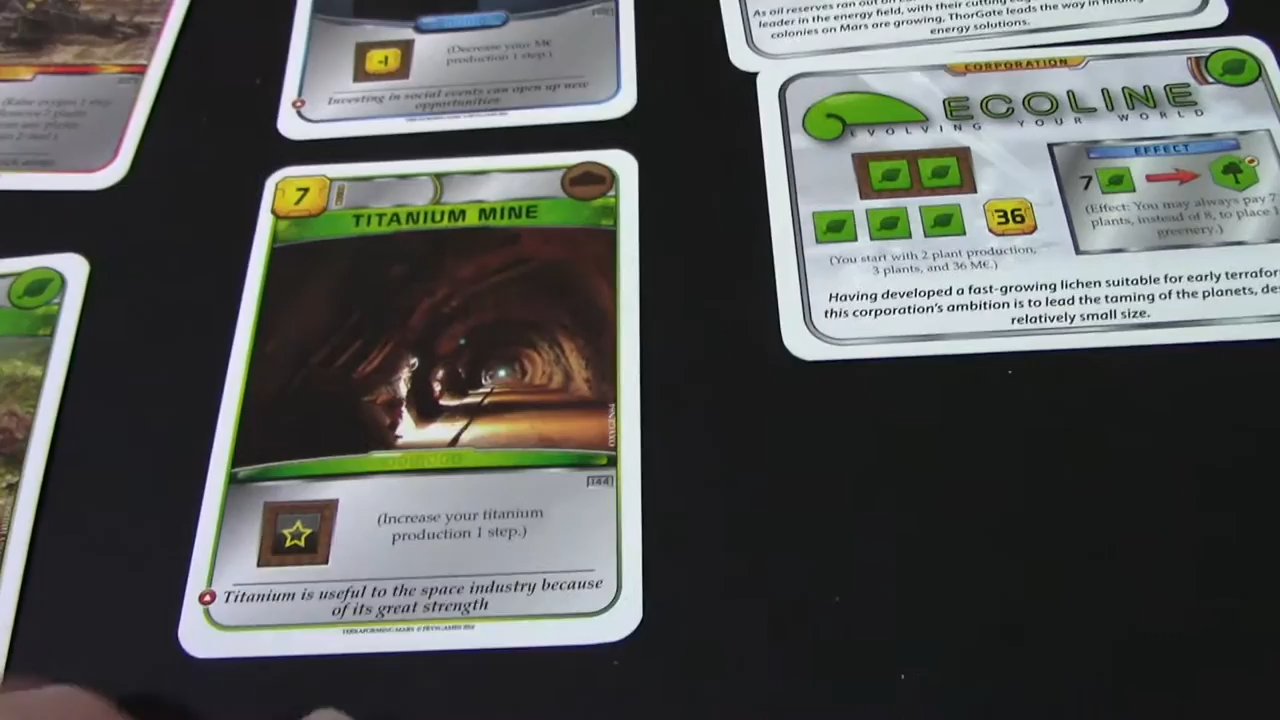 As oil reserves ran out
leader in the energy field, with their cutting
colonies on Mars are growing, ThorGate leads the way in finding
energy solutions.
-1
(Decrease your M€
production 1 step.)
Investing in social events can open up new
opportunities
(Raise oxygen 1 step
CORPORATION
ECOLINE
EVOLVING YOUR WORLD
36
(You start with 2 plant production,
3 plants, and 36 M€.)
EFFECT
7
(Effect: You may always pay 7
plants, instead of 8, to place
greenery.)
Having developed a fast-growing lichen suitable for early
this corporation's ambition is to lead the taming of the planets,
relatively small size.
7
TITANIUM MINE
144
(Increase your titanium
production 1 step.)
Titanium is useful to the space industry because
of its great strength